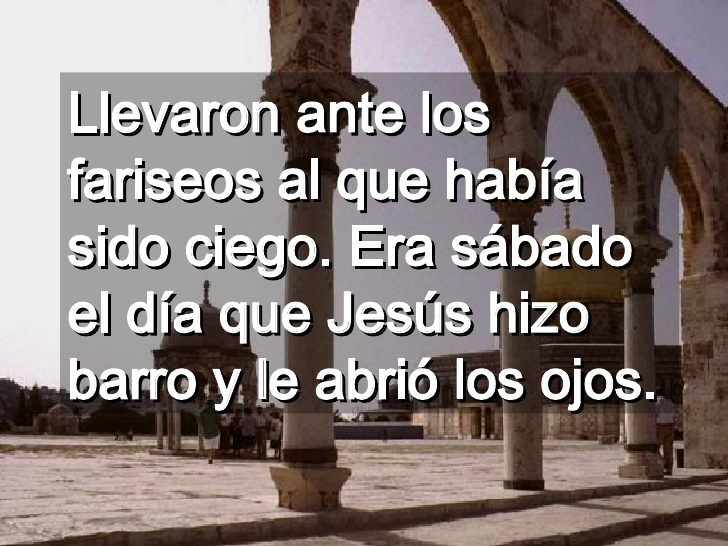 Llevaron ante los
fariseos al que había
sido ciego. Era sábado
el día que Jesús hizo
barro y le abrió los ojos.